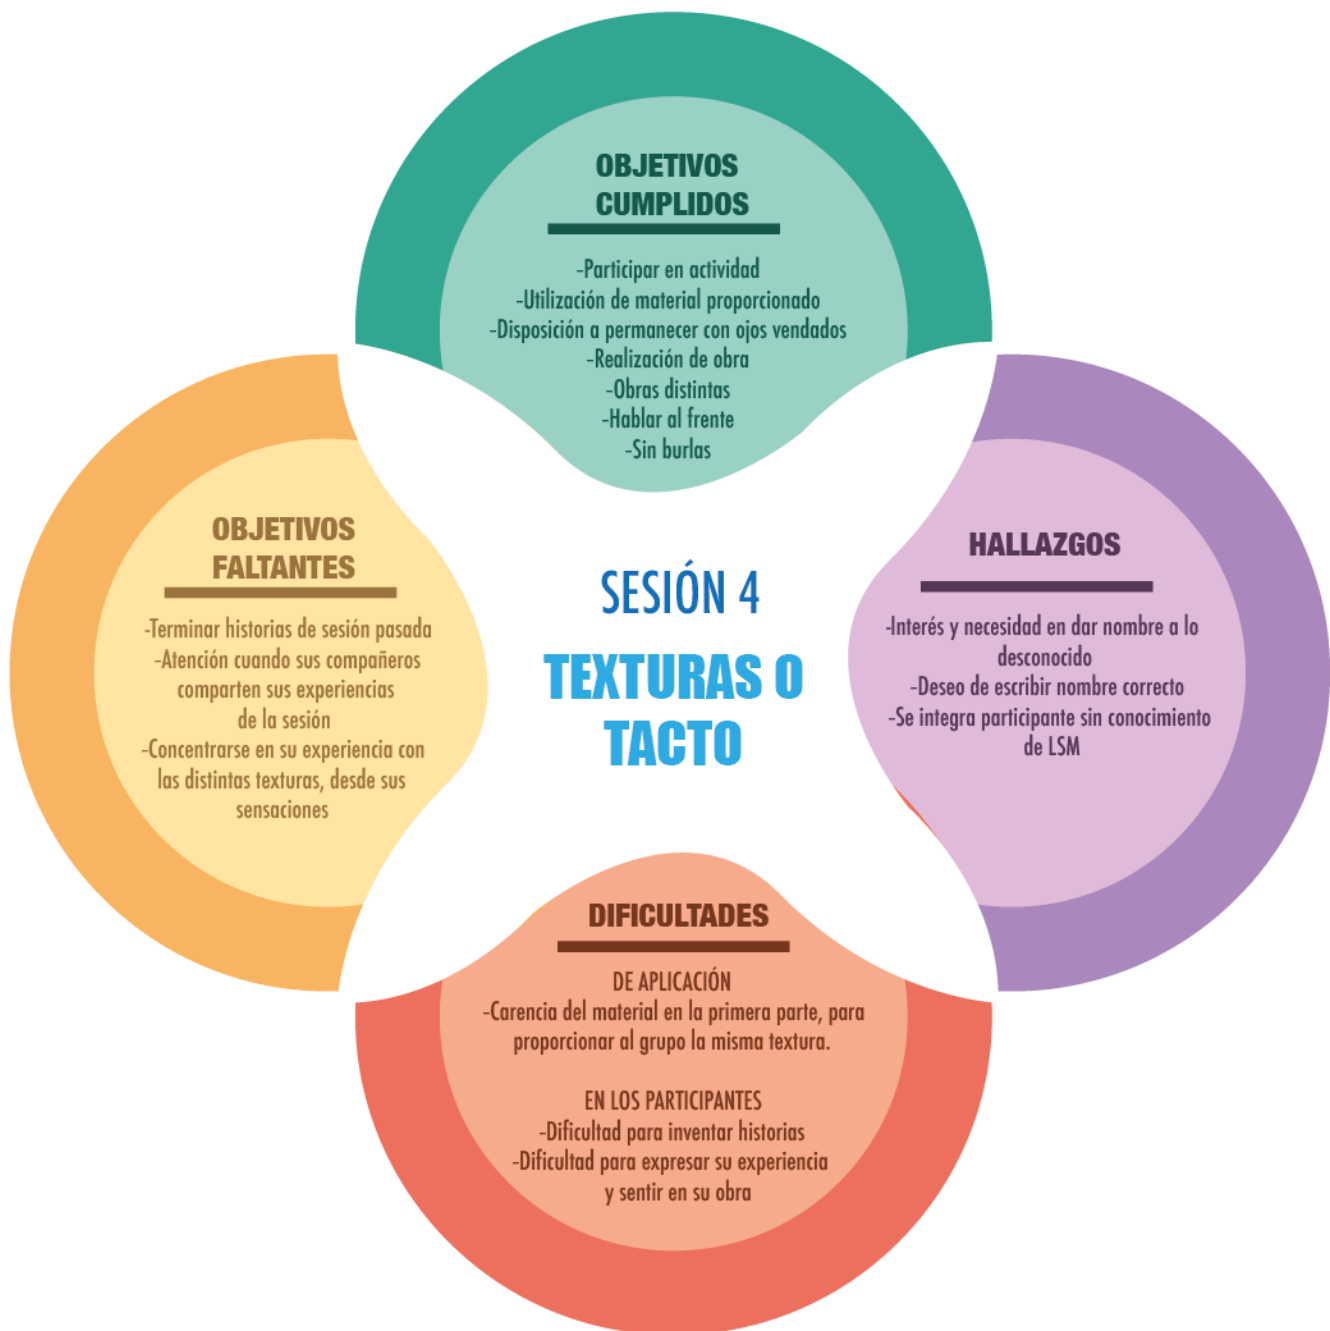 OBJETIVOS
CUMPLIDOS
-Participar en actividad
-Utilización de material proporcionado
-Disposición a permanecer con ojos vendados
-Realización de obra
-Obras distintas
-Hablar al frente
-Sin burlas
OBJETIVOS
FALTANTES
-Terminar historias de sesión pasada
-Atención cuando sus compañeros
comparten sus experiencias
de la sesión
-Concentrarse en su experiencia con
las distintas texturas, desde sus
sensaciones
SESIÓN 4
TEXTURAS O
TACTO
HALLAZGOS
-Interés y necesidad en dar nombre a lo
desconocido
-Deseo de escribir nombre correcto
-Se integra participante sin conocimiento
de LSM
DIFICULTADES
DE APLICACIÓN
-Carencia del material en la primera parte, para
proporcionar al grupo la misma textura.
EN LOS PARTICIPANTES
-Dificultad para inventar historias
-Dificultad para expresar su experiencia
y sentir en su obra